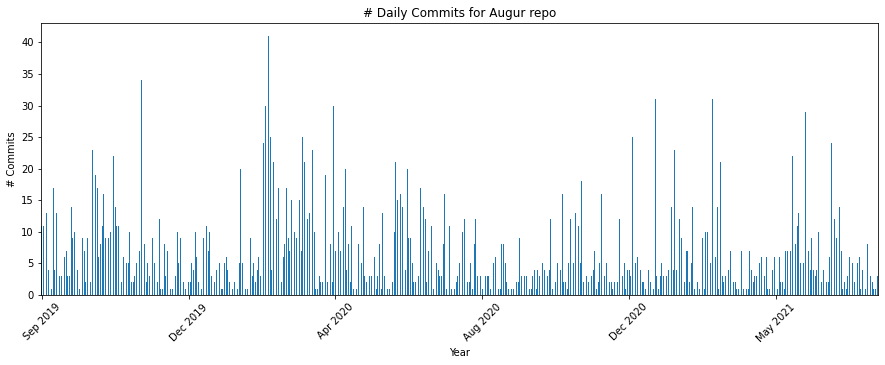 # Daily Commits for Augur repo
# Commits
40
35
30
25
20
15
10
5
0
Sep 2019
Dec 2019
Apr 2020
Aug 2020
Dec 2020
May 2021
Year